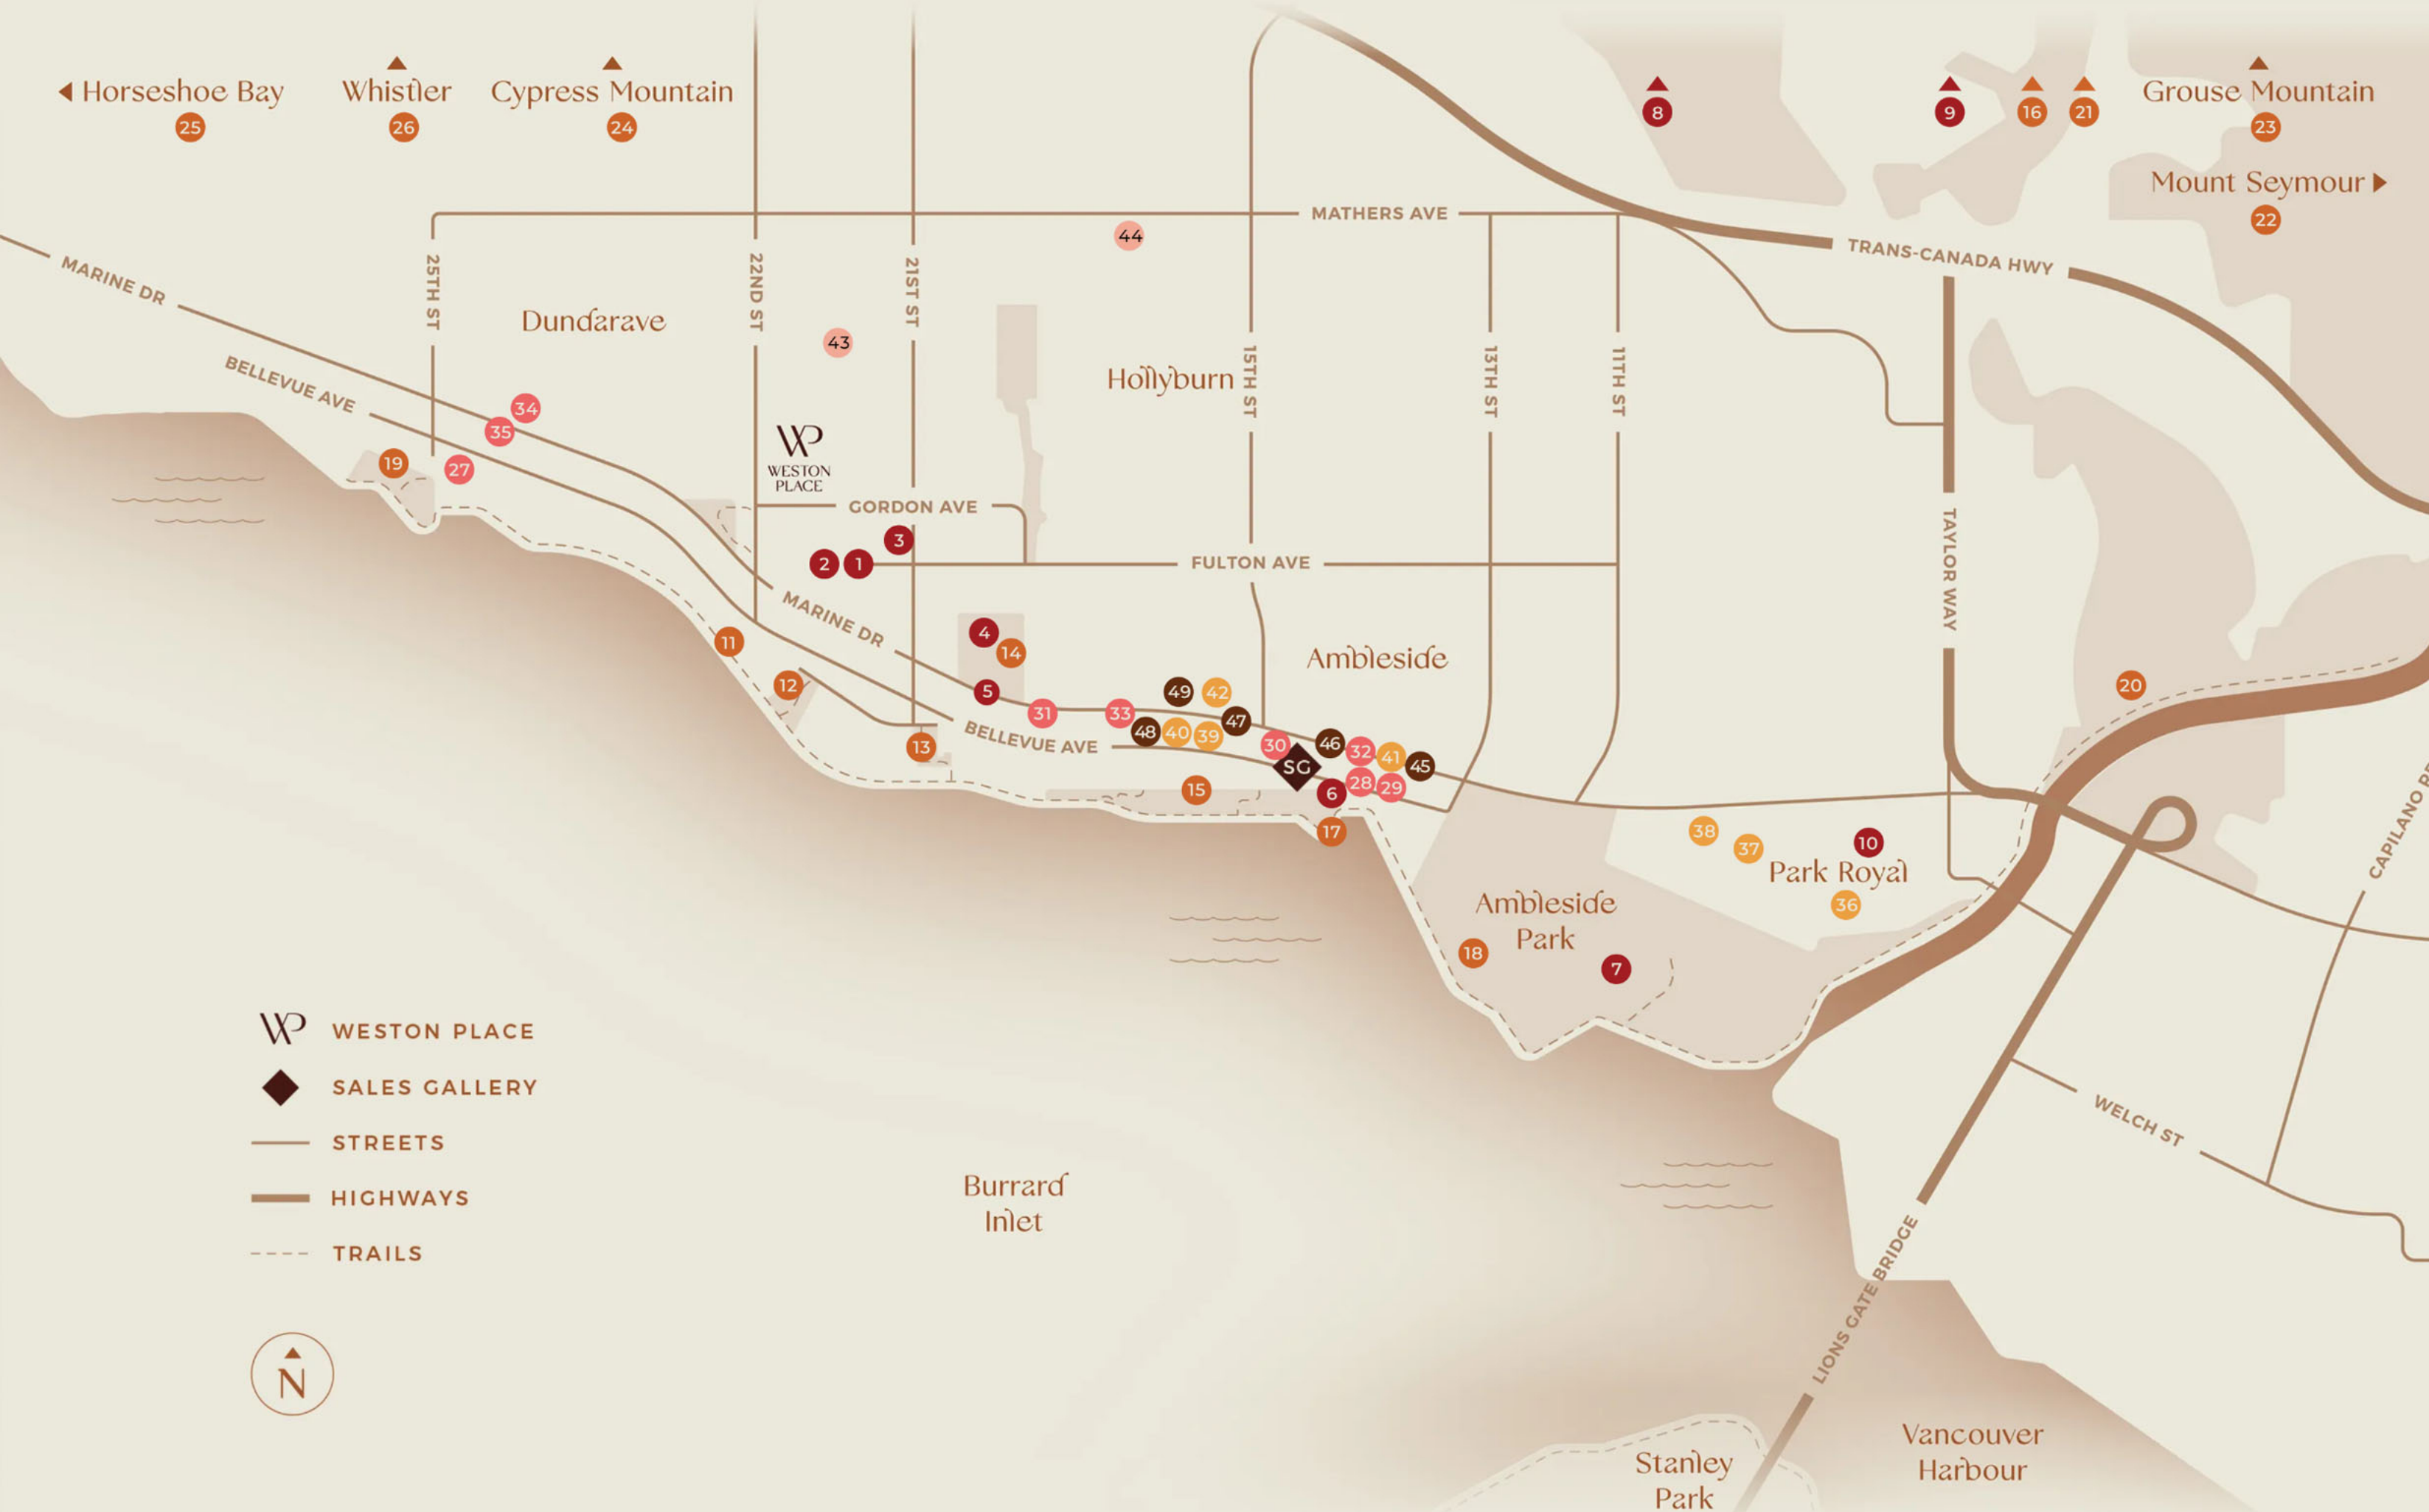 Horseshoe Bay
25
Whistler
26
Cypress Mountain
24
8
9
16
21
Grouse Mountain
23
Mount Seymour
22
MATHERS AVE
44
TRANS-CANADA HWY
MARINE DR
25TH ST
22ND ST
21ST ST
Dundarave
43
Hollyburn
15TH ST
13TH ST
11TH ST
BELLEVUE AVE
34
35
19
27
WP
WESTON
PLACE
GORDON AVE
3
2
1
FULTON AVE
TAYLOR WAY
MARINE DR
11
4
14
Ambleside
12
5
20
49
42
31
33
47
13
BELLEVUE AVE
48
40
39
30
46
32
41
45
SG
15
6
28
29
17
38
37
10
Park Royal
36
CAPILANO R
Ambleside
Park
18
7
WP WESTON PLACE
SALES GALLERY
STREETS
HIGHWAYS
TRAILS
N
Burrard
Inlet
WELCH ST
LIONS GATE BRIDGE
Vancouver
Harbour
Stanley
Park